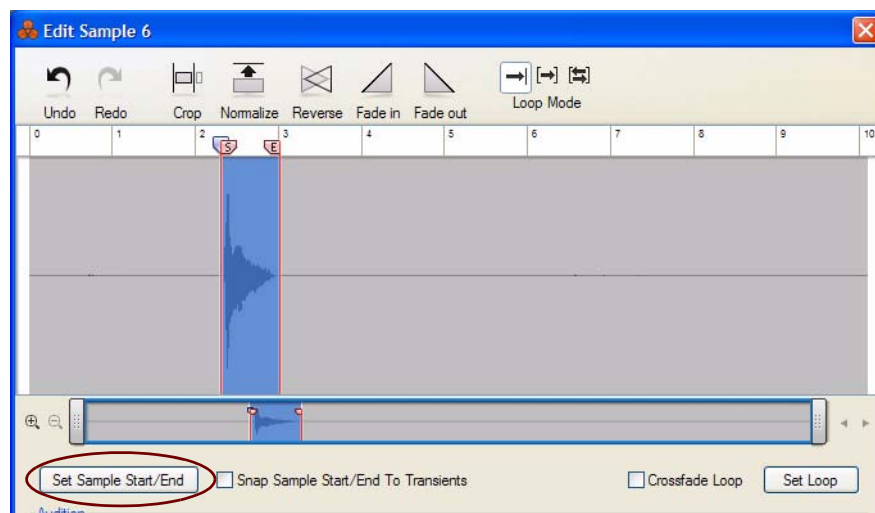 Edit Sample 6
Undo Redo Crop Normalize Reverse Fade in Fade out Loop Mode
0 1 2 3 4 5 6 7 8 9 10
S E
Set Sample Start/End Snap Sample Start/End To Transients Crossfade Loop Set Loop
Audition